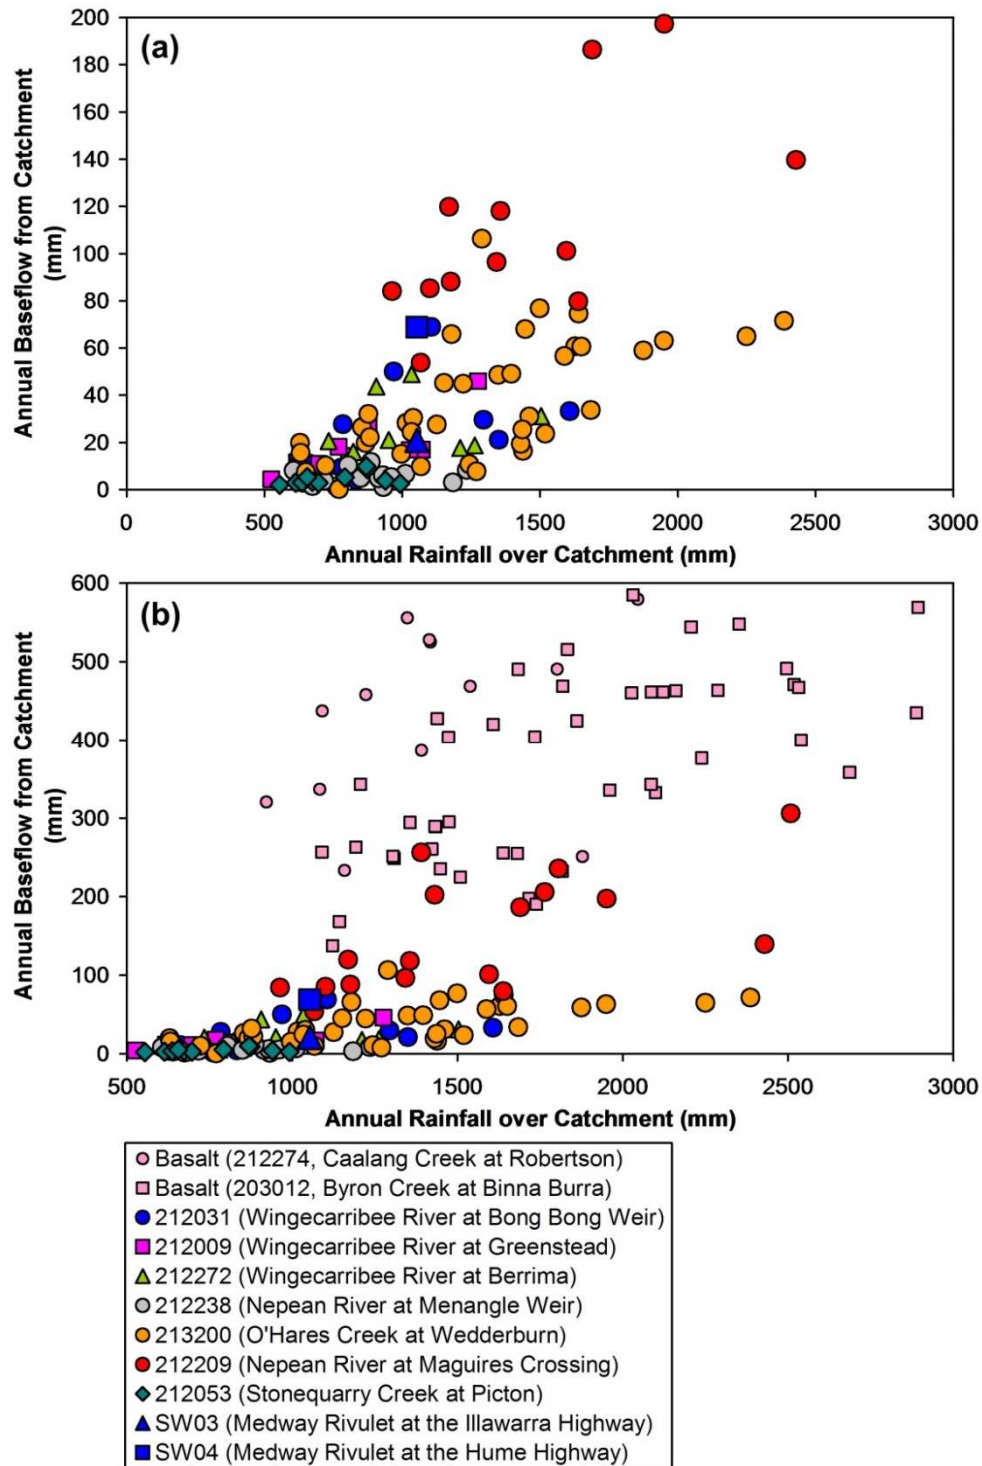 (a)
200
180
160
140
120
100
80
60
40
20
0
Annual Baseflow from Catchment
(mm)
0 500 1000 1500 2000 2500 3000
Annual Rainfall over Catchment (mm)
(b)
600
500
400
300
200
100
0
Annual Baseflow from Catchment
(mm)
500 1000 1500 2000 2500 3000
Annual Rainfall over Catchment (mm)
Basalt (212274, Caalang Creek at Robertson)
Basalt (203012, Byron Creek at Binna Burra)
212031 (Wingecarribee River at Bong Bong Weir)
212009 (Wingecarribee River at Greenstead)
212272 (Wingecarribee River at Berrima)
212238 (Nepean River at Menangle Weir)
213200 (O'Hares Creek at Wedderburn)
212209 (Nepean River at Maguires Crossing)
212053 (Stonequarry Creek at Picton)
SW03 (Medway Rivulet at the Illawarra Highway)
SW04 (Medway Rivulet at the Hume Highway)